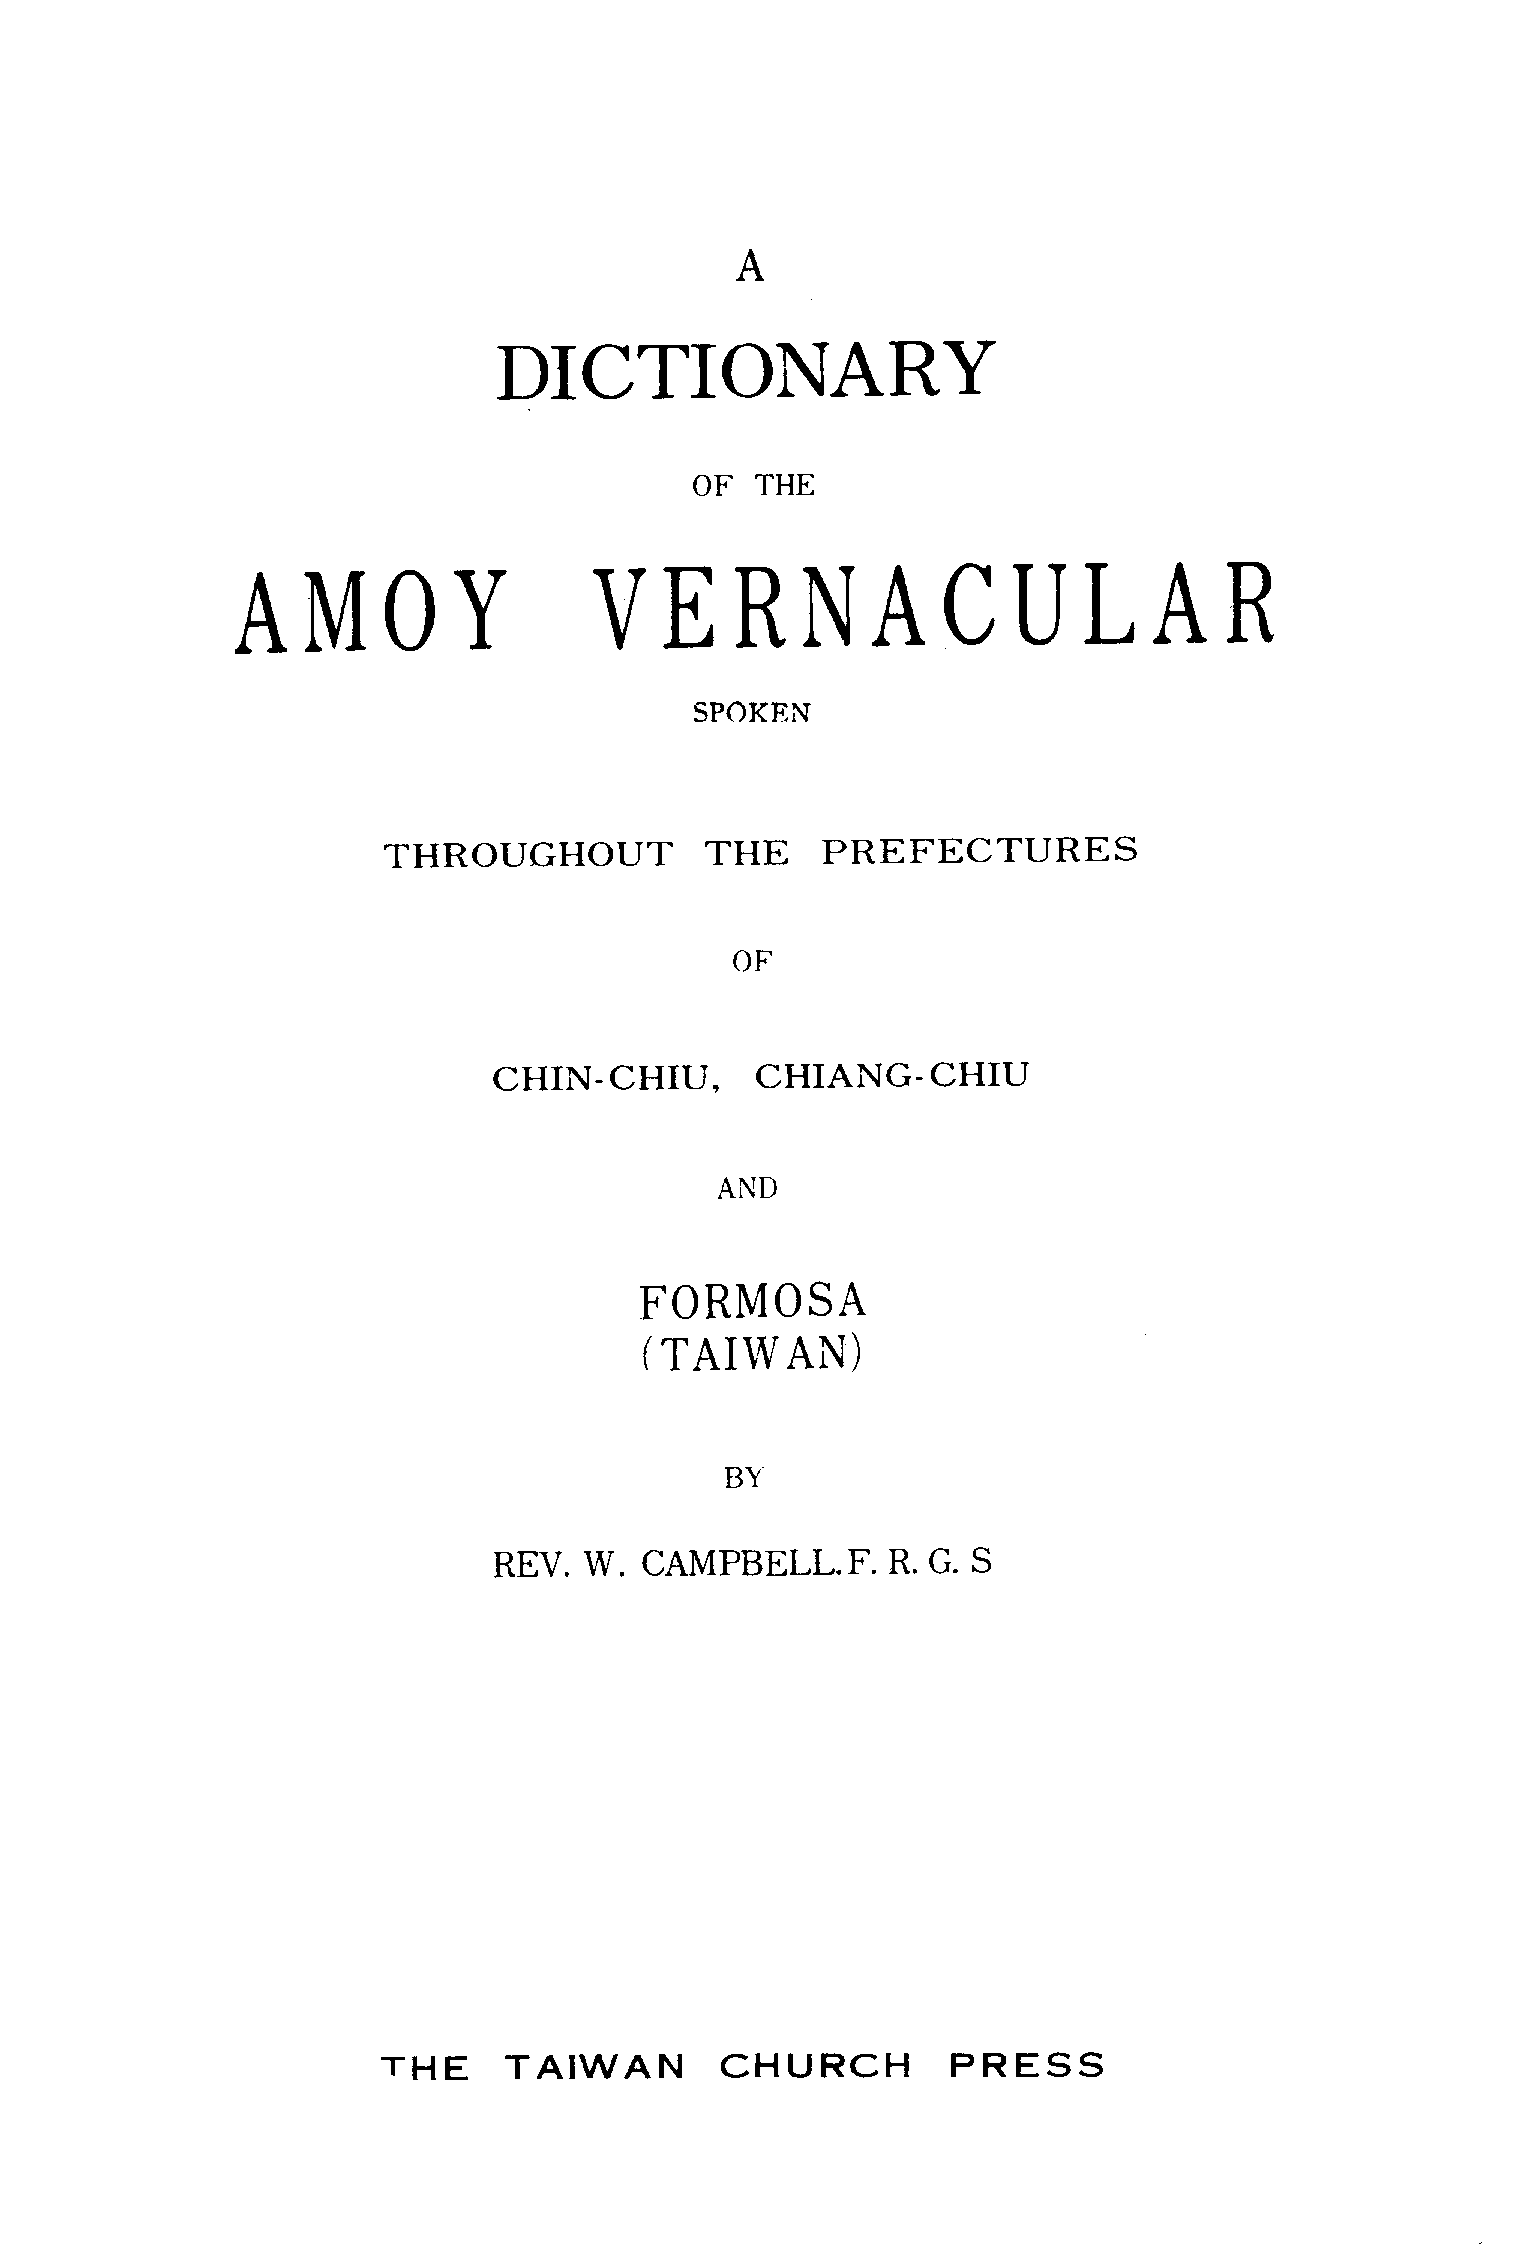 A
DICTIONARY
OF THE
AMOY VERNACULAR
SPOKEN
THROUGHOUT THE PREFECTURES
OF
CHIN-CHIU, CHIANG-CHIU
AND
FORMOSA
(TAIWAN)
BY
REV. W. CAMPBELL.F. R. G. S
THE TAIWAN CHURCH PRESS